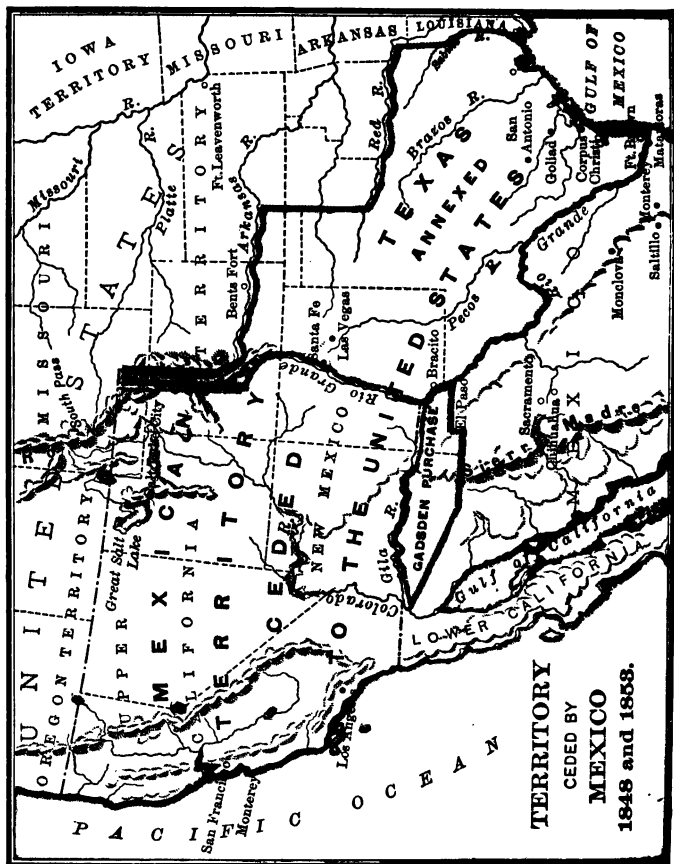 UNITED STATES
IOWA
TERRITORY
MISSOURI
ARKANSAS
LOUISIANA
OREGON TERRITORY
MISSOURI
TERRITORY
South Pass
Missouri
R.
Platte
R.
Ft. Leavenworth
Arkansas
R.
Bents Fort
Great Salt
Lake
UPPER
CALIFORNIA
MEXICAN
TERRITORY
CEDED
TO THE UNITED STATES
NEW MEXICO
Colorado
R.
Gila R.
Rio Grande
Santa Fe
Las Vegas
Bracito
El Paso
GADSDEN PURCHASE
Pecos R.
TEXAS
ANNEXED
Red R.
Brazos R.
Sabine R.
San
Antonio
Goliad
Corpus
Christi
Ft. Brown
Matamoras
GULF OF
MEXICO
Rio Grande
Monterey
Monclova
Saltillo
MEXICO
Sacramento
Chihuahua
Sierra Madre
Gulf of California
LOWER CALIFORNIA
San Francisco
Monterey
Los Angeles
PACIFIC OCEAN
TERRITORY
CEDED BY
MEXICO
1848 and 1853.